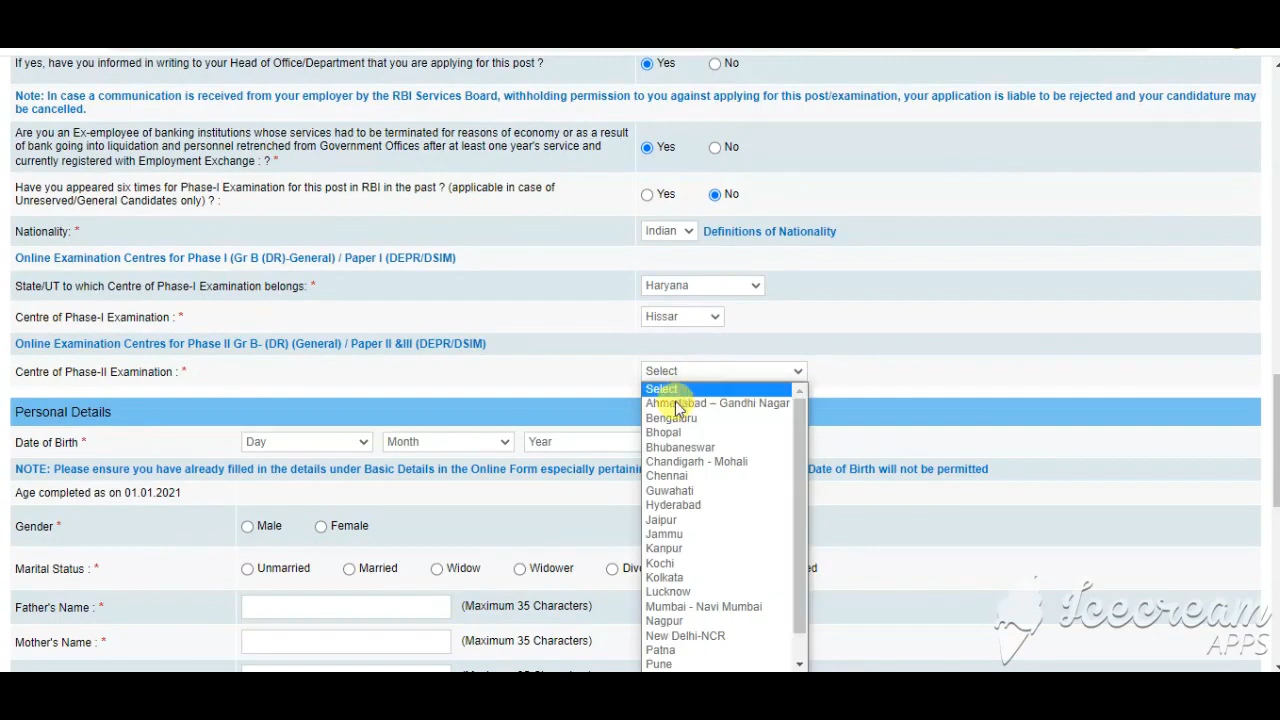 If yes, have you informed in writing to your Head of Office/Department that you are applying for this post ?
Yes No
Note: In case a communication is received from your employer by the RBI Services Board, withholding permission to you against applying for this post/examination, your application is liable to be rejected and your candidature may
be cancelled.
Are you an Ex-employee of banking institutions whose services had to be terminated for reasons of economy or as a result
of bank going into liquidation and personnel retrenched from Government Offices after at least one year's service and
currently registered with Employment Exchange : ? *
Yes No
Have you appeared six times for Phase-I Examination for this post in RBI in the past ? (applicable in case of
Unreserved/General Candidates only) ? :
Yes No
Nationality: *
Indian Definitions of Nationality
Online Examination Centres for Phase I (Gr B (DR)-General) / Paper I (DEPR/DSIM)
State/UT to which Centre of Phase-I Examination belongs: *
Haryana
Centre of Phase-I Examination : *
Hissar
Online Examination Centres for Phase II Gr B- (DR) (General) / Paper II &III (DEPR/DSIM)
Centre of Phase-II Examination : *
Select
Select
Ahmedabad – Gandhi Nagar
Bengaluru
Bhopal
Bhubaneswar
Chandigarh - Mohali
Chennai
Guwahati
Hyderabad
Jaipur
Jammu
Kanpur
Kochi
Kolkata
Lucknow
Mumbai - Navi Mumbai
Nagpur
New Delhi-NCR
Patna
Pune
Personal Details
Date of Birth *
Day Month Year
NOTE: Please ensure you have already filled in the details under Basic Details in the Online Form especially
Date of Birth will not be permitted
Age completed as on 01.01.2021
Gender *
Male Female
Marital Status : *
Unmarried Married Widow Widower
Father's Name : *
(Maximum 35 Characters)
Mother's Name : *
(Maximum 35 Characters)
Icecream
APPS